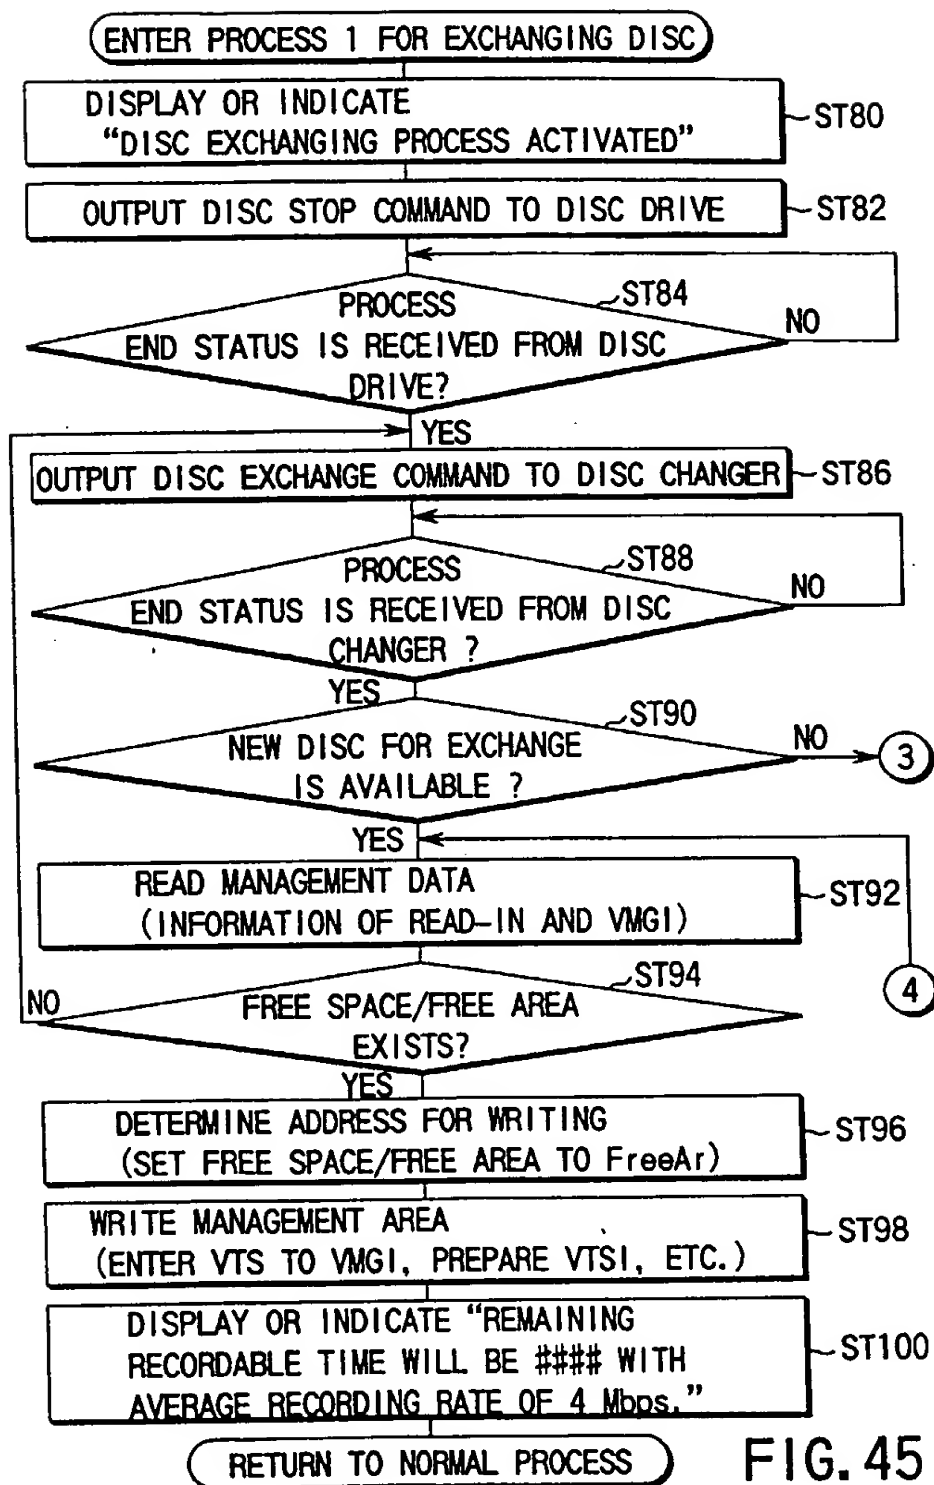 ENTER PROCESS 1 FOR EXCHANGING DISC
DISPLAY OR INDICATE
“DISC EXCHANGING PROCESS ACTIVATED”
ST80
OUTPUT DISC STOP COMMAND TO DISC DRIVE
ST82
ST84
PROCESS
END STATUS IS RECEIVED FROM DISC
DRIVE?
NO
YES
OUTPUT DISC EXCHANGE COMMAND TO DISC CHANGER
ST86
ST88
PROCESS
END STATUS IS RECEIVED FROM DISC
CHANGER ?
NO
YES
ST90
NEW DISC FOR EXCHANGE
IS AVAILABLE ?
NO
3
YES
READ MANAGEMENT DATA
(INFORMATION OF READ-IN AND VMGI)
ST92
ST94
FREE SPACE/FREE AREA
EXISTS?
NO
4
YES
DETERMINE ADDRESS FOR WRITING
(SET FREE SPACE/FREE AREA TO FreeAr)
ST96
WRITE MANAGEMENT AREA
(ENTER VTS TO VMGI, PREPARE VTSI, ETC.)
ST98
DISPLAY OR INDICATE “REMAINING
RECORDABLE TIME WILL BE #### WITH
AVERAGE RECORDING RATE OF 4 Mbps.”
ST100
RETURN TO NORMAL PROCESS
FIG. 45